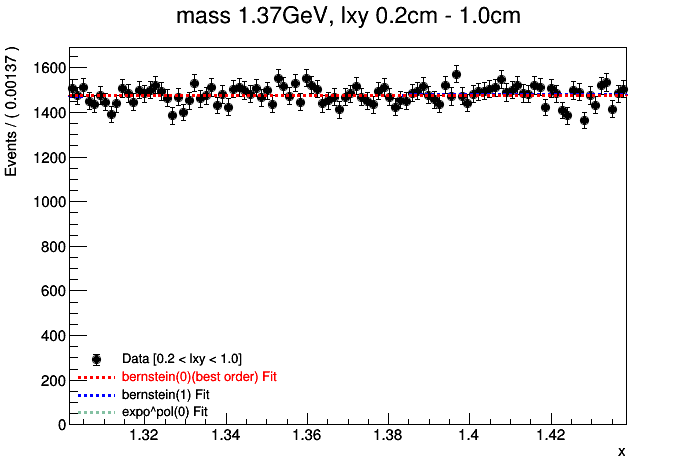 mass 1.37GeV, lxy 0.2cm - 1.0cm
Events / ( 0.00137 )
1600
1400
1200
1000
800
600
400
200
0
Data [0.2 < lxy < 1.0]
bernstein(0)(best order) Fit
bernstein(1) Fit
expo^pol(0) Fit
1.32 1.34 1.36 1.38 1.4 1.42
x